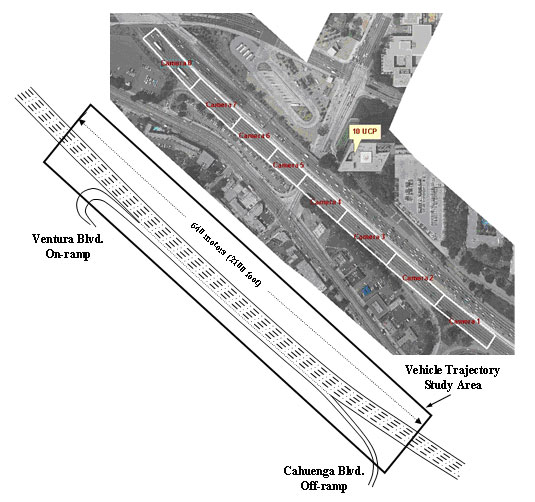 Camera 8
Camera 7
Camera 6
Camera 5
Camera 4
Camera 3
Camera 2
Camera 1
10 UCP
Ventura Blvd.
On-ramp
640 meters (2100 feet)
Vehicle Trajectory
Study Area
Cahuenga Blvd.
Off-ramp